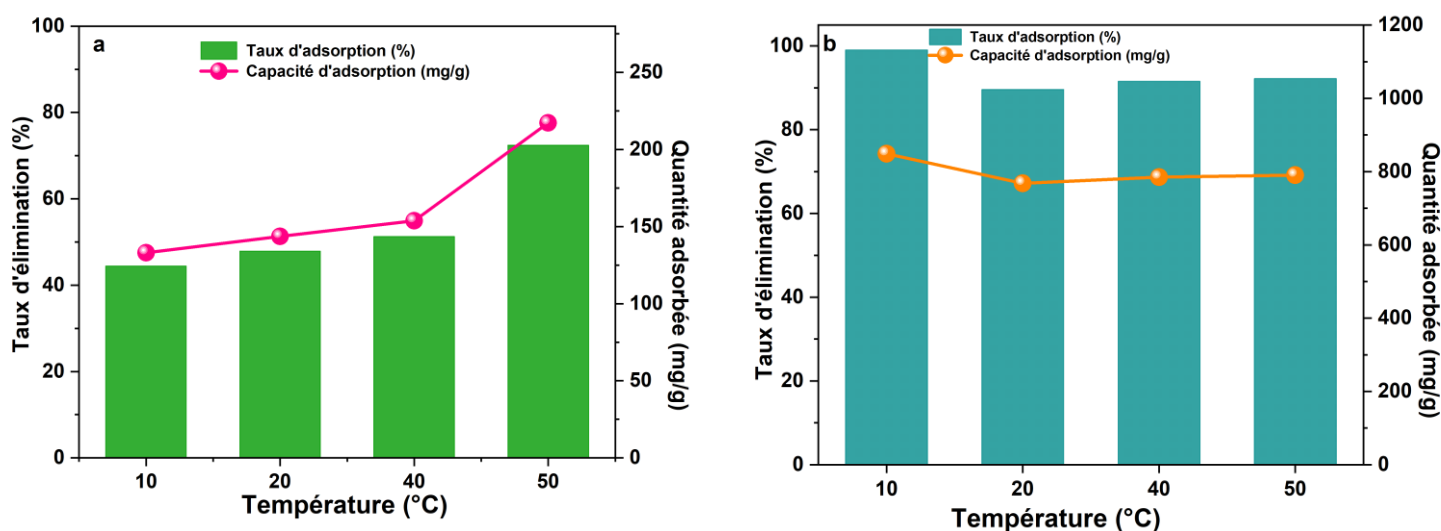 a
Taux d'adsorption (%)
Capacité d'adsorption (mg/g)
Taux d'élimination (%)
100
80
60
40
20
0
250
200
150
100
50
0
Quantité adsorbée (mg/g)
10 20 40 50
Température (°C)
b
Taux d'adsorption (%)
Capacité d'adsorption (mg/g)
Taux d'élimination (%)
100
80
60
40
20
0
1200
1000
800
600
400
200
0
Quantité adsorbée (mg/g)
10 20 40 50
Température (°C)